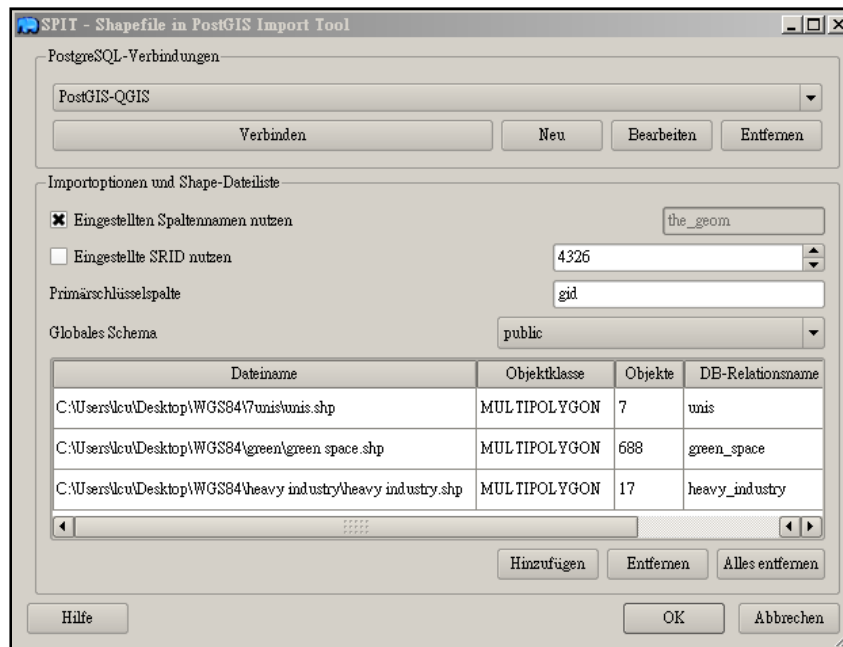 SPIT - Shapefile in PostGIS Import Tool
PostgreSQL-Verbindungen
PostGIS-QGIS
Verbinden Neu Bearbeiten Entfernen
Importoptionen und Shape-Dateiliste
Eingestellten Spaltennamen nutzen the_geom
Eingestellte SRID nutzen 4326
Primärschlüsselspalte gid
Globales Schema public
Dateiname Objektklasse Objekte DB-Relationsname
C:\Users\lcu\Desktop\WGS84\7unis\unis.shp MULTIPOLYGON 7 unis
C:\Users\lcu\Desktop\WGS84\green\green space.shp MULTIPOLYGON 688 green_space
C:\Users\lcu\Desktop\WGS84\heavy industry\heavy industry.shp MULTIPOLYGON 17 heavy_industry
Hinzufügen Entfernen Alles entfernen
Hilfe OK Abbrechen